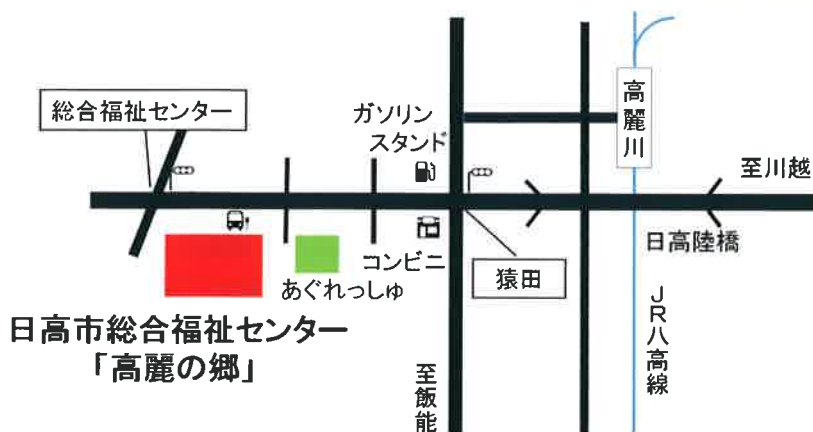 総合福祉センター
ガソリン
スタンド
高麗川
至川越
日高陸橋
コンビニ
猿田
あぐれっしゅ
日高市総合福祉センター
「高麗の郷」
至飯能
JR八高線